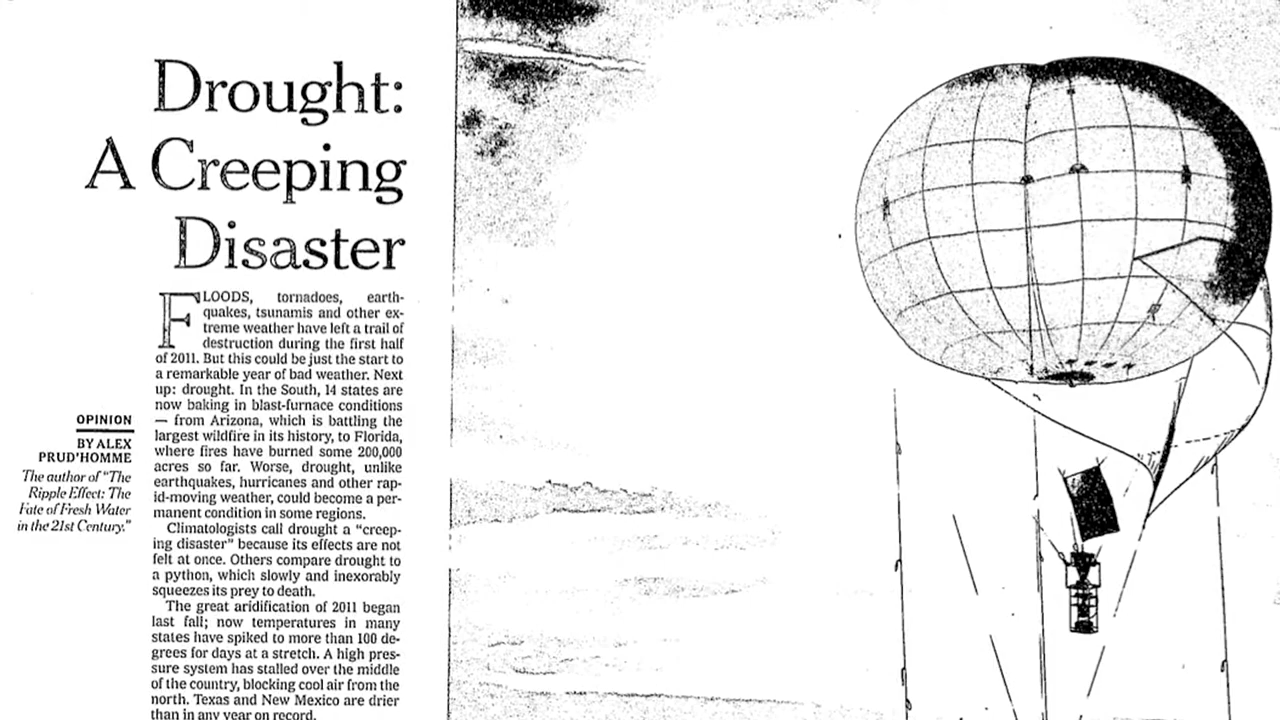 Drought:
A Creeping
Disaster
FLOODS, tornadoes, earth-
quakes, tsunamis and other ex-
treme weather have left a trail of
destruction during the first half
of 2011. But this could be just the start to
a remarkable year of bad weather. Next
up: drought. In the South, 14 states are
now baking in blast-furnace conditions
— from Arizona, which is battling the
largest wildfire in its history, to Florida,
where fires have burned some 200,000
acres so far. Worse, drought, unlike
earthquakes, hurricanes and other rap-
id-moving weather, could become a per-
manent condition in some regions.
Climatologists call drought a “creep-
ing disaster” because its effects are not
felt at once. Others compare drought to
a python, which slowly and inexorably
squeezes its prey to death.
The great aridification of 2011 began
last fall; now temperatures in many
states have spiked to more than 100 de-
grees for days at a stretch. A high pres-
sure system has stalled over the middle
of the country, blocking cool air from the
north. Texas and New Mexico are drier
than in any year on record.
OPINION
BY ALEX
PRUD'HOMME
The author of “The
Ripple Effect: The
Fate of Fresh Water
in the 21st Century.”